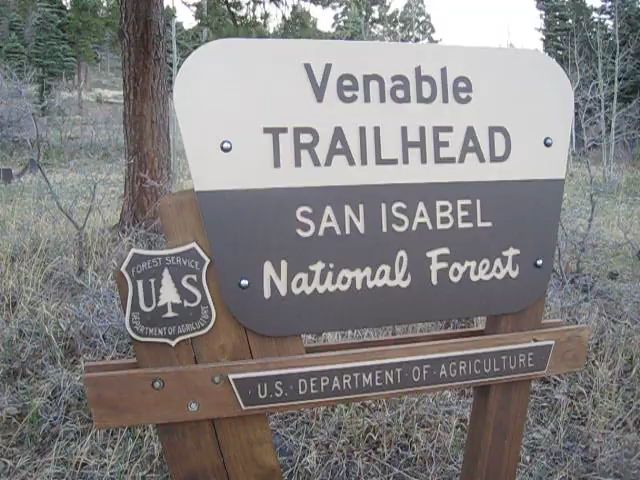 Venable
TRAILHEAD
SAN ISABEL
National Forest
FOREST SERVICE
US
DEPARTMENT OF AGRICULTURE
U.S. DEPARTMENT OF AGRICULTURE